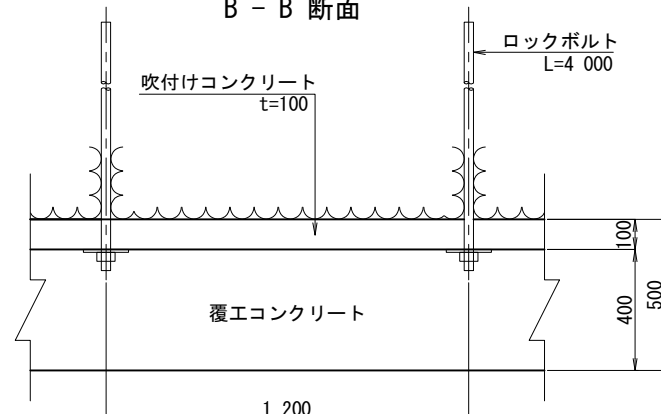 B － B 断面
ロックボルト
L=4 000
吹付けコンクリート
t=100
100
覆工コンクリート
400
500
1 200